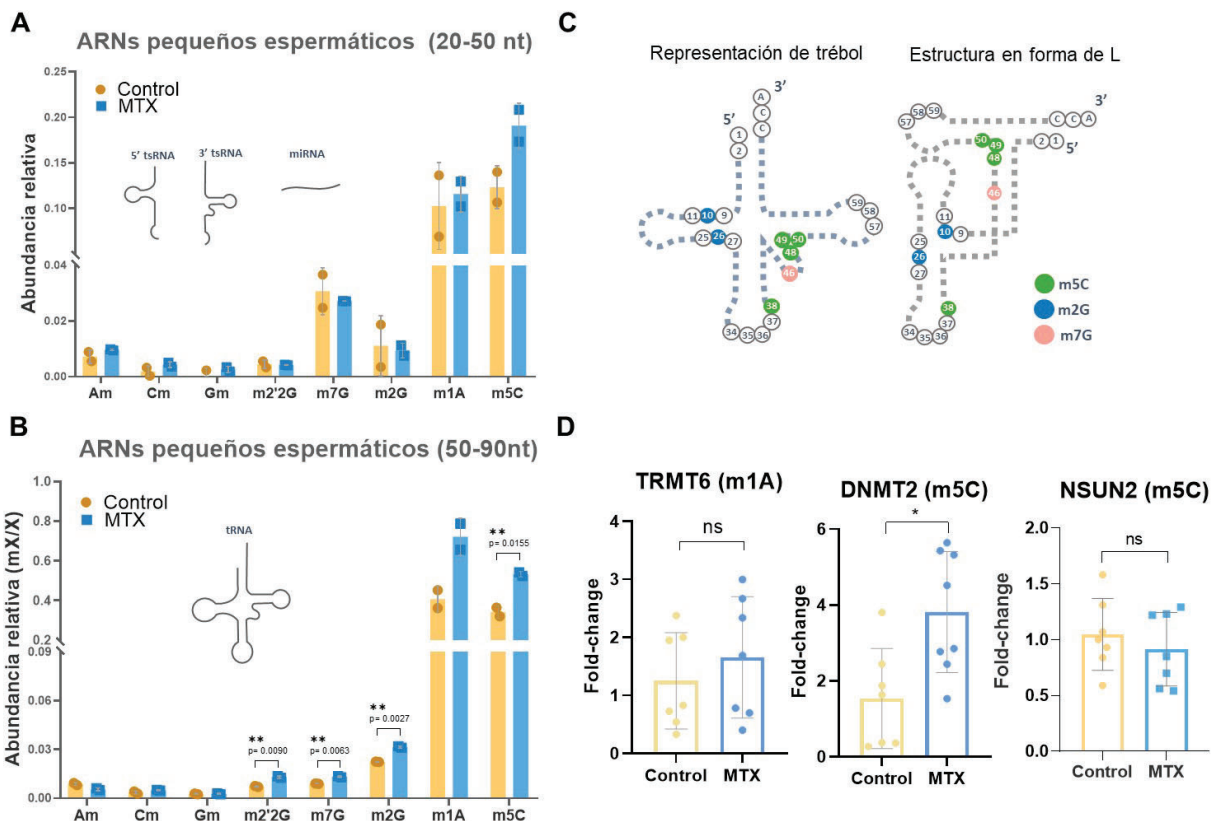 A
ARNs pequeños espermáticos (20-50 nt)
Control
MTX
5' tsRNA
3' tsRNA
miRNA
Abundancia relativa
0.25
0.20
0.15
0.10
0.04
0.02
0.00
Am
Cm
Gm
m2'2G
m7G
m2G
m1A
m5C
B
ARNs pequeños espermáticos (50-90nt)
Control
MTX
tRNA
Abundancia relativa (mX/X)
1.0
0.8
0.6
0.4
0.2
0.09
0.06
0.03
0.00
**
p= 0.0090
**
p= 0.0063
**
p= 0.0027
**
p= 0.0155
Am
Cm
Gm
m2'2G
m7G
m2G
m1A
m5C
C
Representación de trébol
3'
A
C
C
5'
1
2
11
10
9
25
26
27
49
50
48
46
59
58
57
38
37
36
35
34
Estructura en forma de L
57
58
59
C
C
A
3'
2
1
5'
50
49
48
46
11
10
9
25
26
27
38
37
36
35
34
m5C
m2G
m7G
D
TRMT6 (m1A)
ns
Fold-change
4
3
2
1
0
Control
MTX
DNMT2 (m5C)
*
Fold-change
6
4
2
0
Control
MTX
NSUN2 (m5C)
ns
Fold-change
2.0
1.5
1.0
0.5
0.0
Control
MTX